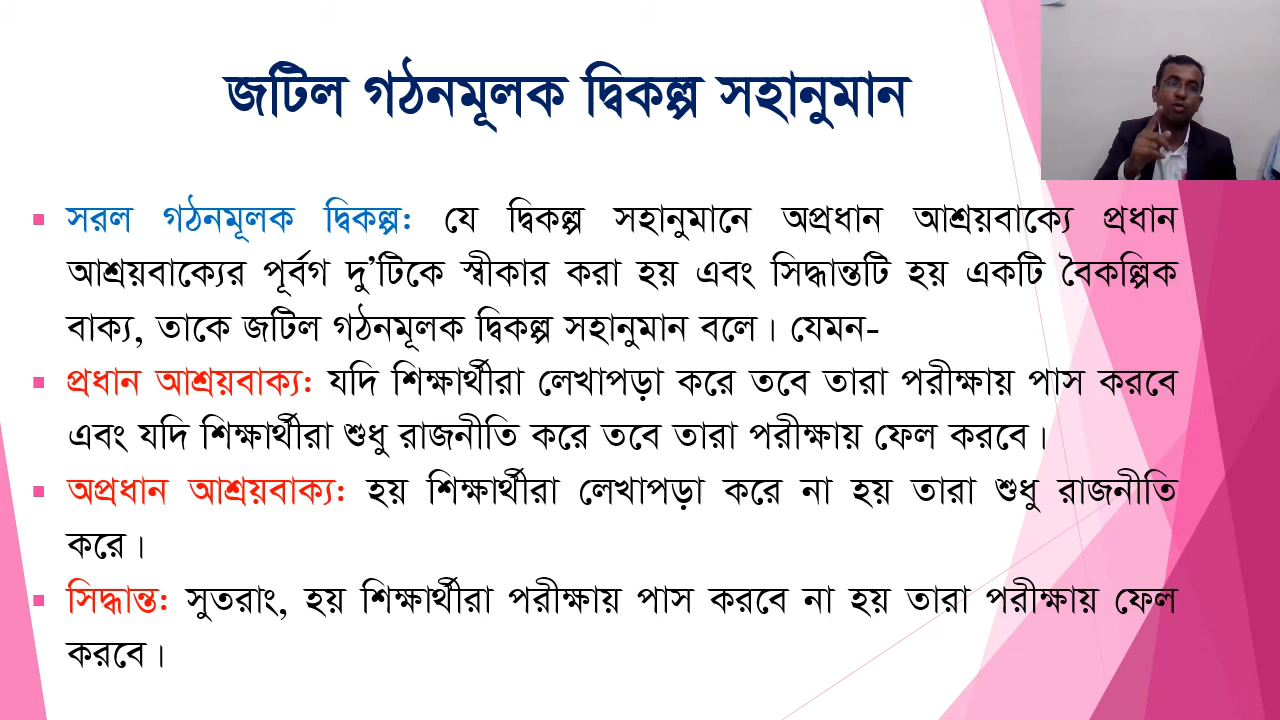 জটিল গঠনমূলক দ্বিকল্প সহানুমান
সরল গঠনমূলক দ্বিকল্প: যে দ্বিকল্প সহানুমানে অপ্রধান আশ্রয়বাক্যে প্রধান
আশ্রয়বাক্যের পূর্বগ দু’টিকে স্বীকার করা হয় এবং সিদ্ধান্তটি হয় একটি বৈকল্পিক
বাক্য, তাকে জটিল গঠনমূলক দ্বিকল্প সহানুমান বলে। যেমন-
প্রধান আশ্রয়বাক্য: যদি শিক্ষার্থীরা লেখাপড়া করে তবে তারা পরীক্ষায় পাস করবে
এবং যদি শিক্ষার্থীরা শুধু রাজনীতি করে তবে তারা পরীক্ষায় ফেল করবে।
অপ্রধান আশ্রয়বাক্য: হয় শিক্ষার্থীরা লেখাপড়া করে না হয় তারা শুধু রাজনীতি
করে।
সিদ্ধান্ত: সুতরাং, হয় শিক্ষার্থীরা পরীক্ষায় পাস করবে না হয় তারা পরীক্ষায় ফেল
করবে।